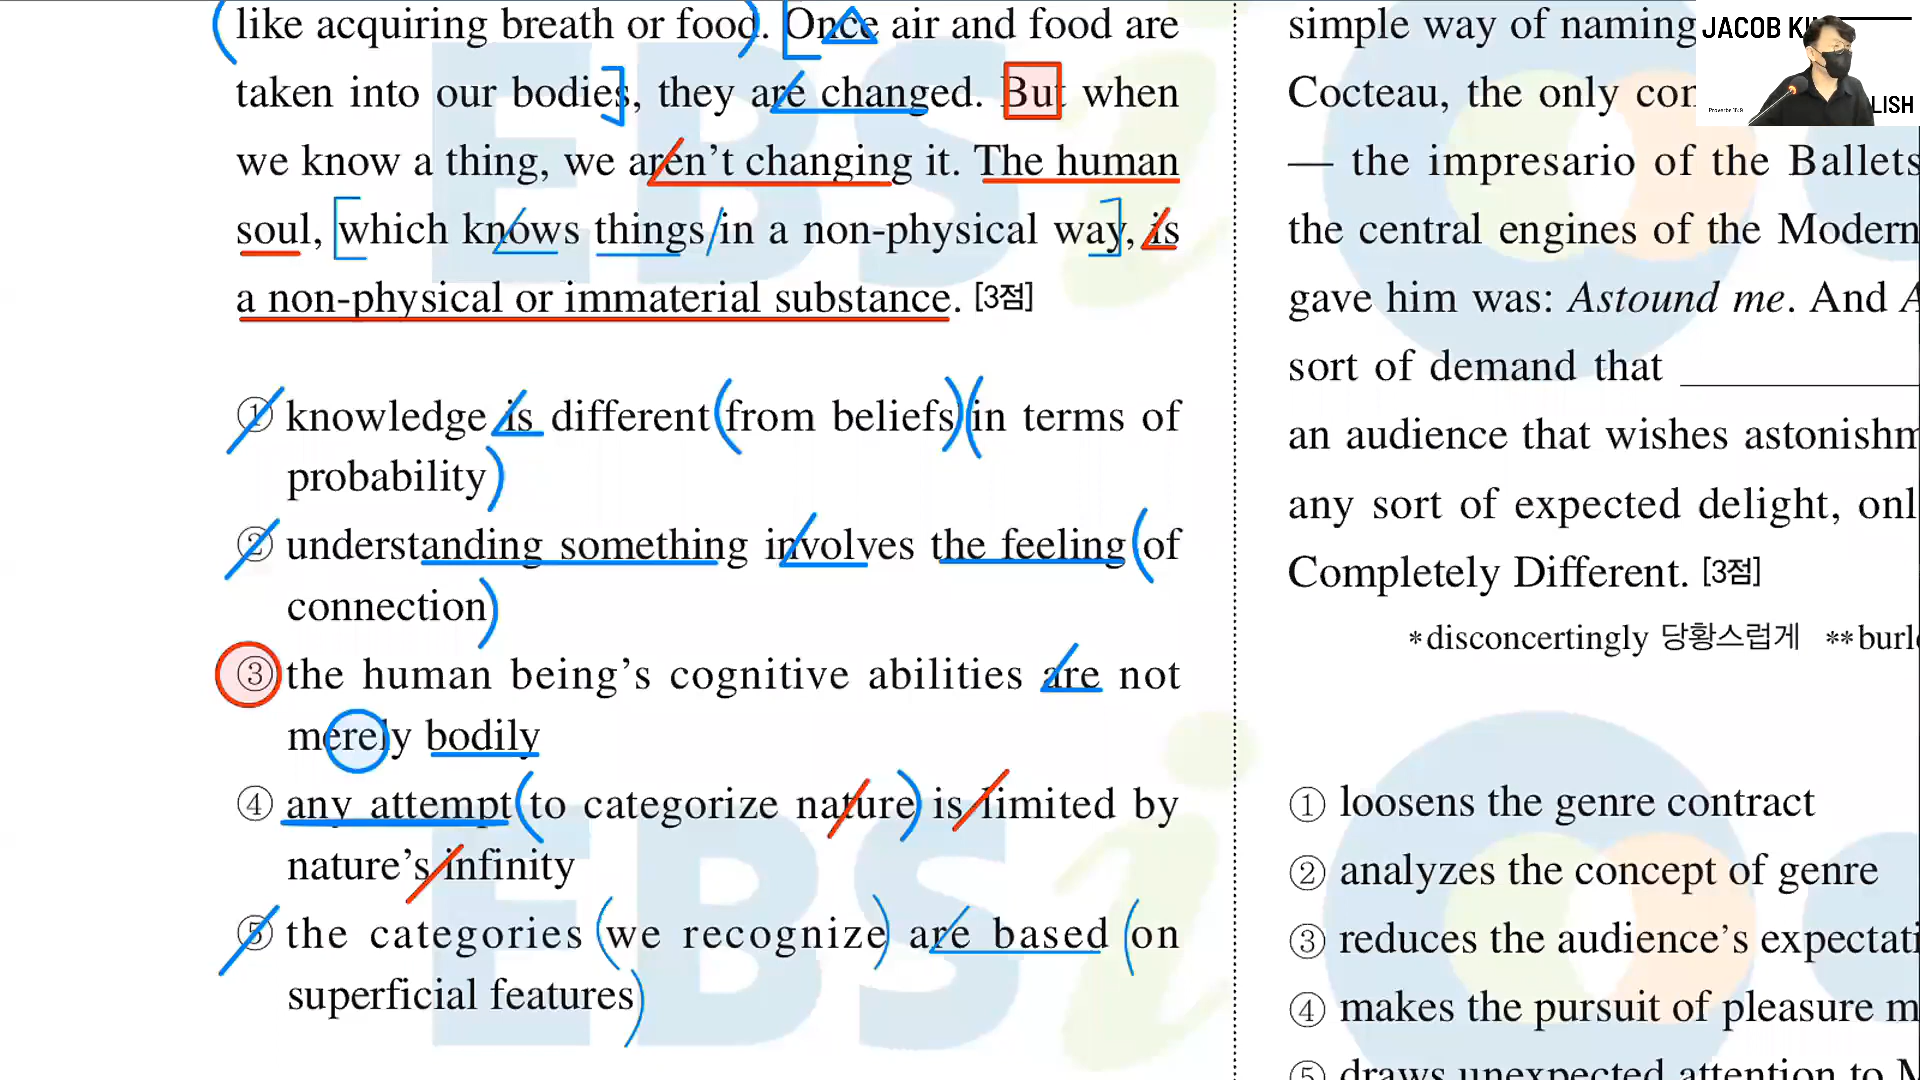 like acquiring breath or food). Once air and food are
taken into our bodies, they are changed. But when
we know a thing, we aren't changing it. The human
soul, which knows things in a non-physical way, is
a non-physical or immaterial substance. [3점]
① knowledge is different from beliefs in terms of
probability
② understanding something involves the feeling of
connection
③ the human being's cognitive abilities are not
merely bodily
④ any attempt to categorize nature is limited by
nature's infinity
⑤ the categories we recognize are based on
superficial features
simple way of naming
Cocteau, the only
— the impresario of the Ballets
the central engines of the Modern
gave him was: Astound me. And
sort of demand that
an audience that wishes
any sort of expected delight,
Completely Different. [3점]
*disconcertingly 당황스럽게 **
① loosens the genre contract
② analyzes the concept of genre
③ reduces the audience's
④ makes the pursuit of pleasure
⑤ draws unexpected attention to
JACOB
EBSi
EBSi